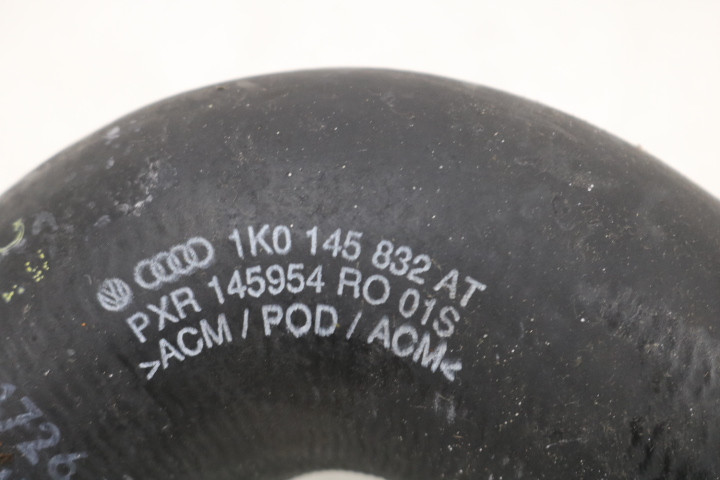 1K0 145 832 AT
PXR 145954 RO 01S
>ACM / POD / ACM<